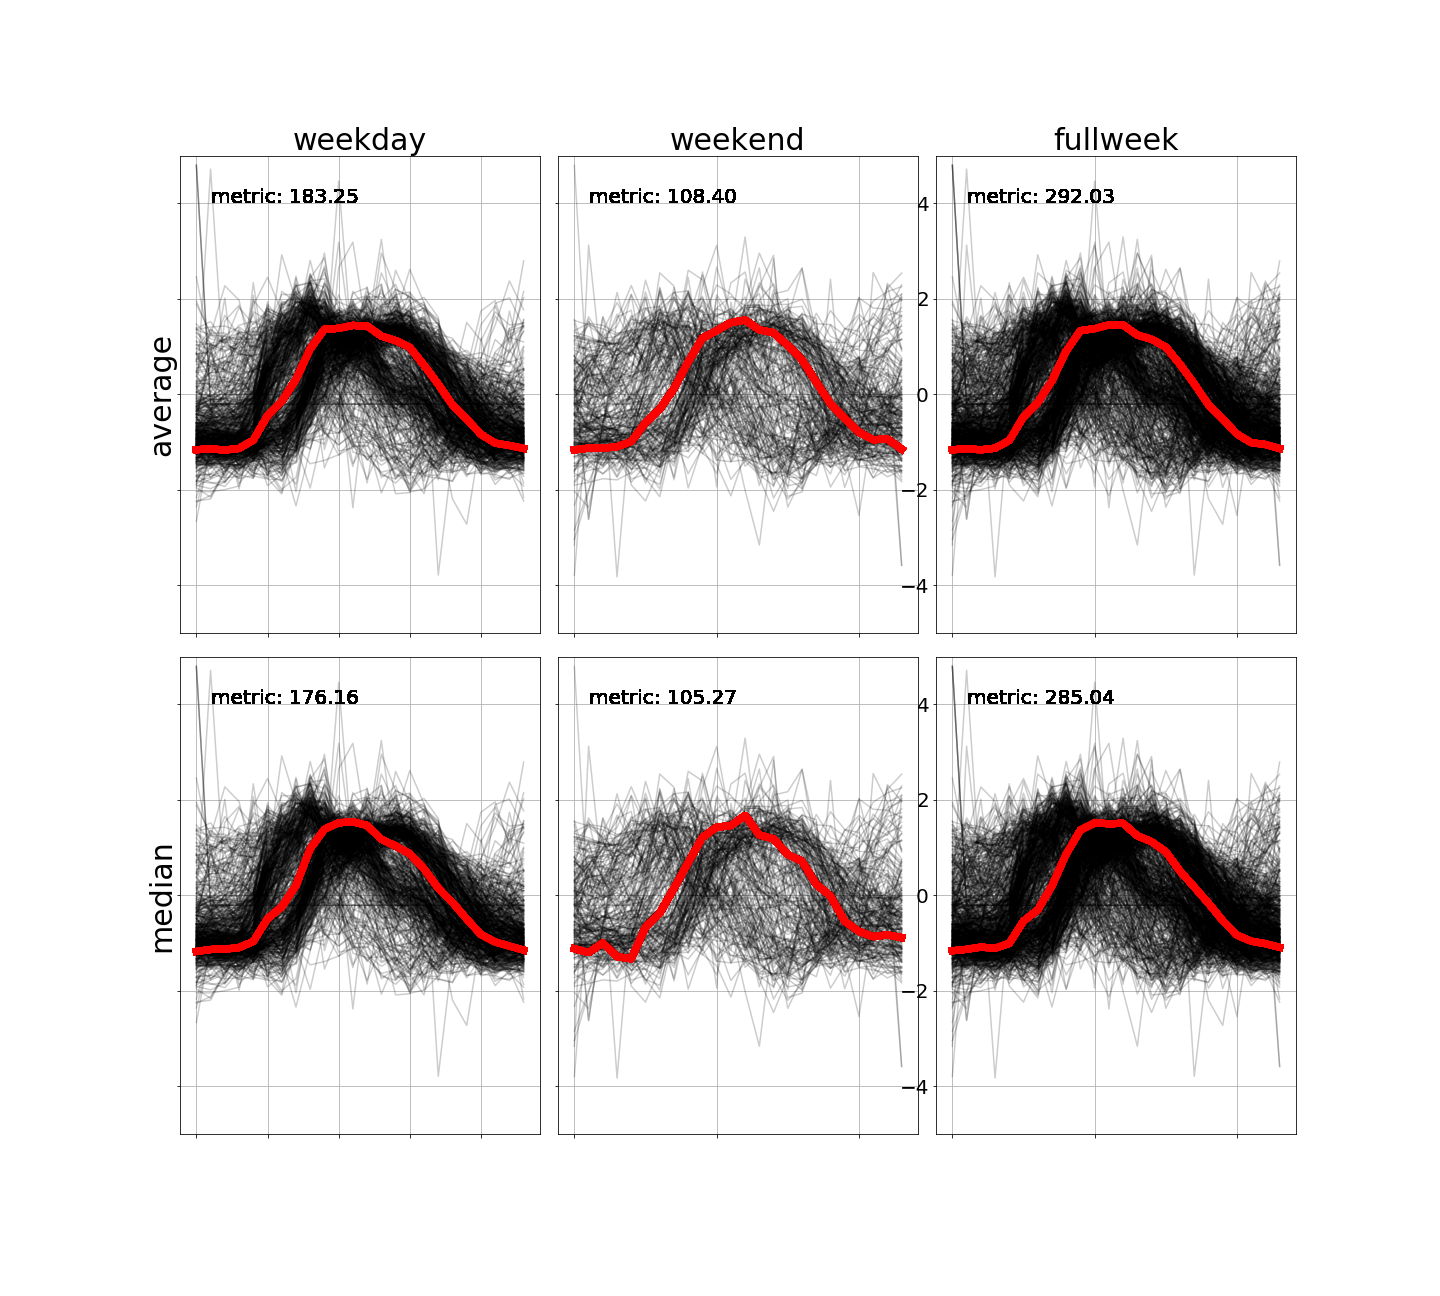 weekday weekend fullweek
average
metric: 183.25
metric: 108.40
metric: 292.03
4
2
0
−2
−4
median
metric: 176.16
metric: 105.27
metric: 285.04
4
2
0
−2
−4